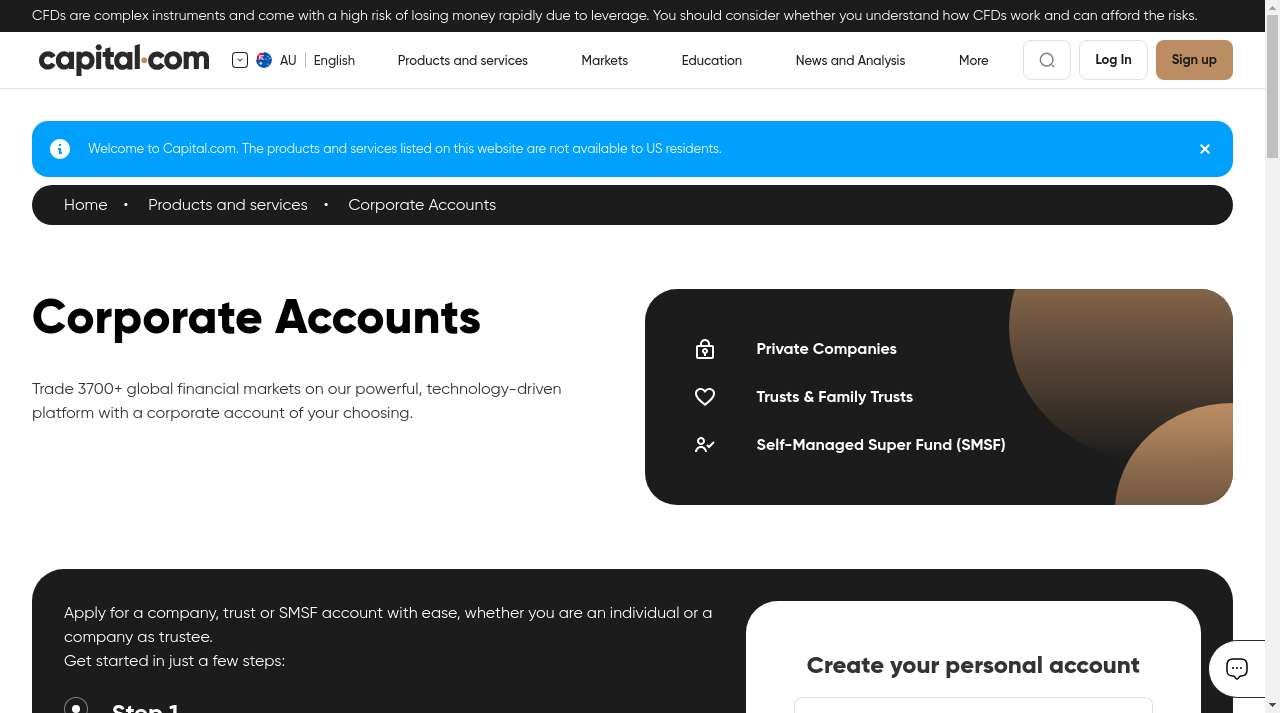 CFDs are complex instruments and come with a high risk of losing money rapidly due to leverage. You should consider whether you understand how CFDs work and can afford the risks.
capital.com AU English Products and services Markets Education News and Analysis More Log In Sign up
Welcome to Capital.com. The products and services listed on this website are not available to US residents.
Home • Products and services • Corporate Accounts
Corporate Accounts
Trade 3700+ global financial markets on our powerful, technology-driven
platform with a corporate account of your choosing.
Private Companies
Trusts & Family Trusts
Self-Managed Super Fund (SMSF)
Apply for a company, trust or SMSF account with ease, whether you are an individual or a
company as trustee.
Get started in just a few steps:
Step 1
Create your personal account